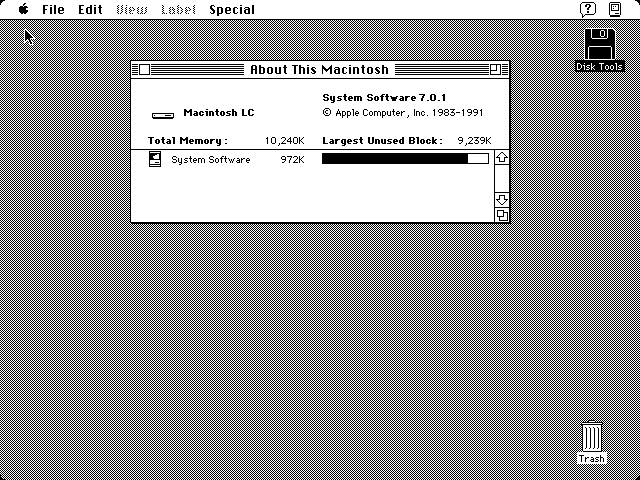 File Edit View Label Special
Disk Tools
About This Macintosh
System Software 7.0.1
Macintosh LC
© Apple Computer, Inc. 1983-1991
Total Memory: 10,240K Largest Unused Block: 9,239K
System Software 972K
Trash